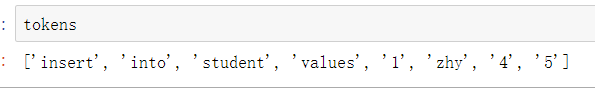 : tokens
: ['insert', 'into', 'student', 'values', '1', 'zhy', '4', '5']